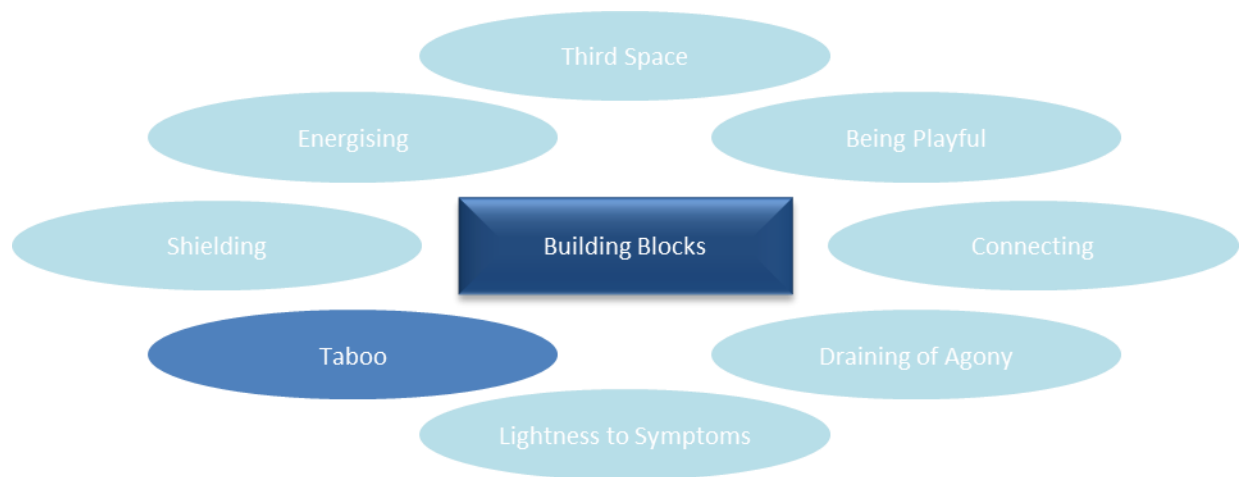 Third Space
Energising
Being Playful
Shielding
Building Blocks
Connecting
Taboo
Draining of Agony
Lightness to Symptoms